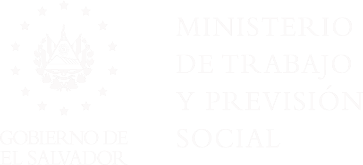 MINISTERIO
DE TRABAJO
Y PREVISIÓN
SOCIAL
GOBIERNO DE
EL SALVADOR